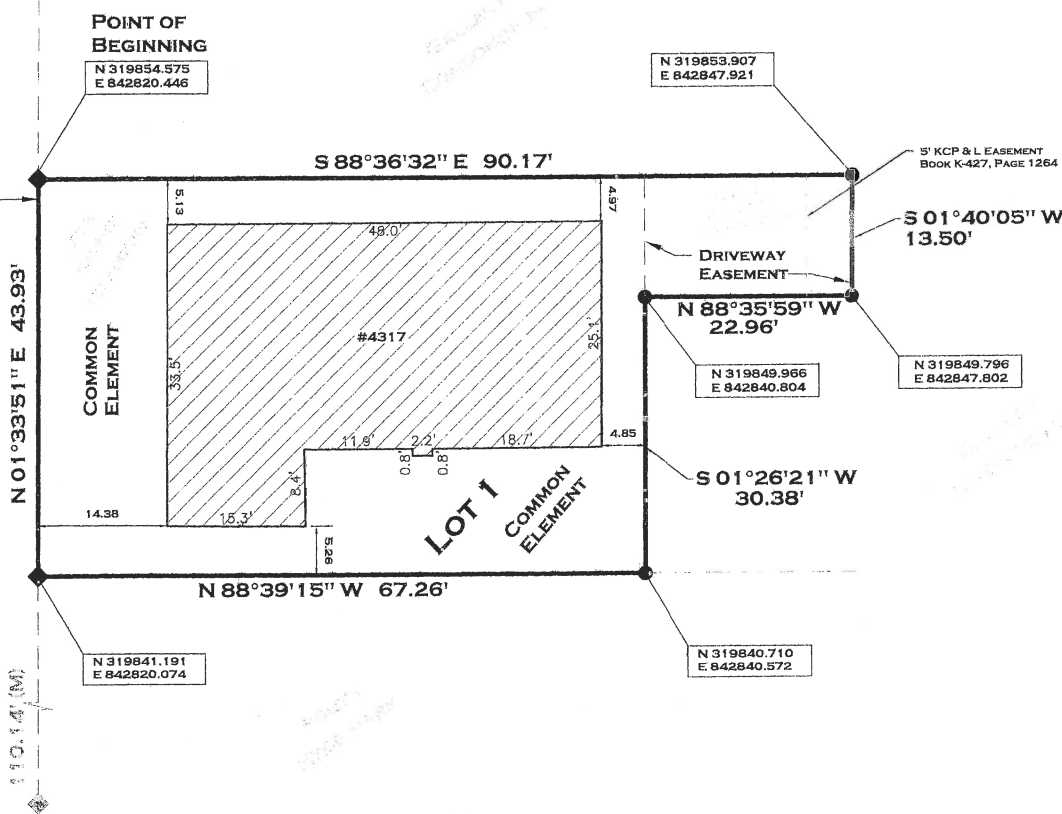 POINT OF
BEGINNING
N 319854.575
E 842820.446
N 319853.907
E 842847.921
S 88°36'32" E 90.17'
5' KCP & L EASEMENT
BOOK K-427, PAGE 1264
5.13
4.97
S 01°40'05" W
13.50'
48.0'
DRIVEWAY
EASEMENT
N 88°35'59" W
22.96'
N 01°33'51" E 43.93'
COMMON
ELEMENT
#4317
33.5'
25.1'
N 319849.966
E 842840.804
N 319849.796
E 842847.802
11.9'
2.2'
18.7'
4.85
0.8'
0.8'
8.4'
S 01°26'21" W
30.38'
LOT 1
COMMON
ELEMENT
14.38
15.3'
5.26
N 88°39'15" W 67.26'
N 319841.191
E 842820.074
N 319840.710
E 842840.572
110.14' (M)